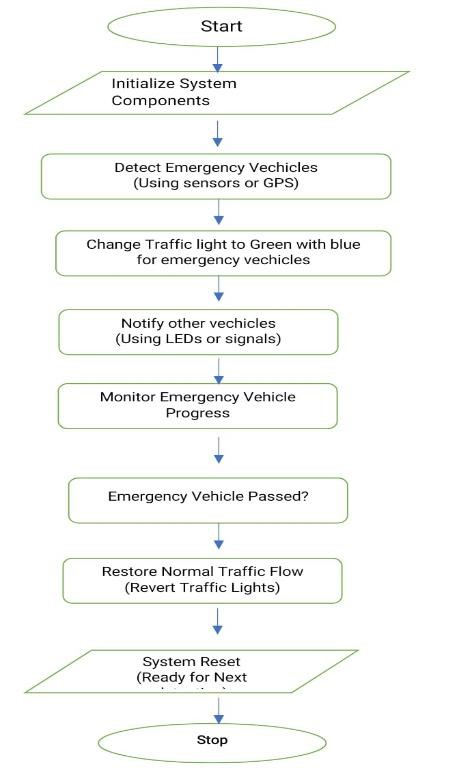 Start
Initialize System
Components
Detect Emergency Vechicles
(Using sensors or GPS)
Change Traffic light to Green with blue
for emergency vechicles
Notify other vechicles
(Using LEDs or signals)
Monitor Emergency Vehicle
Progress
Emergency Vehicle Passed?
Restore Normal Traffic Flow
(Revert Traffic Lights)
System Reset
(Ready for Next
Stop